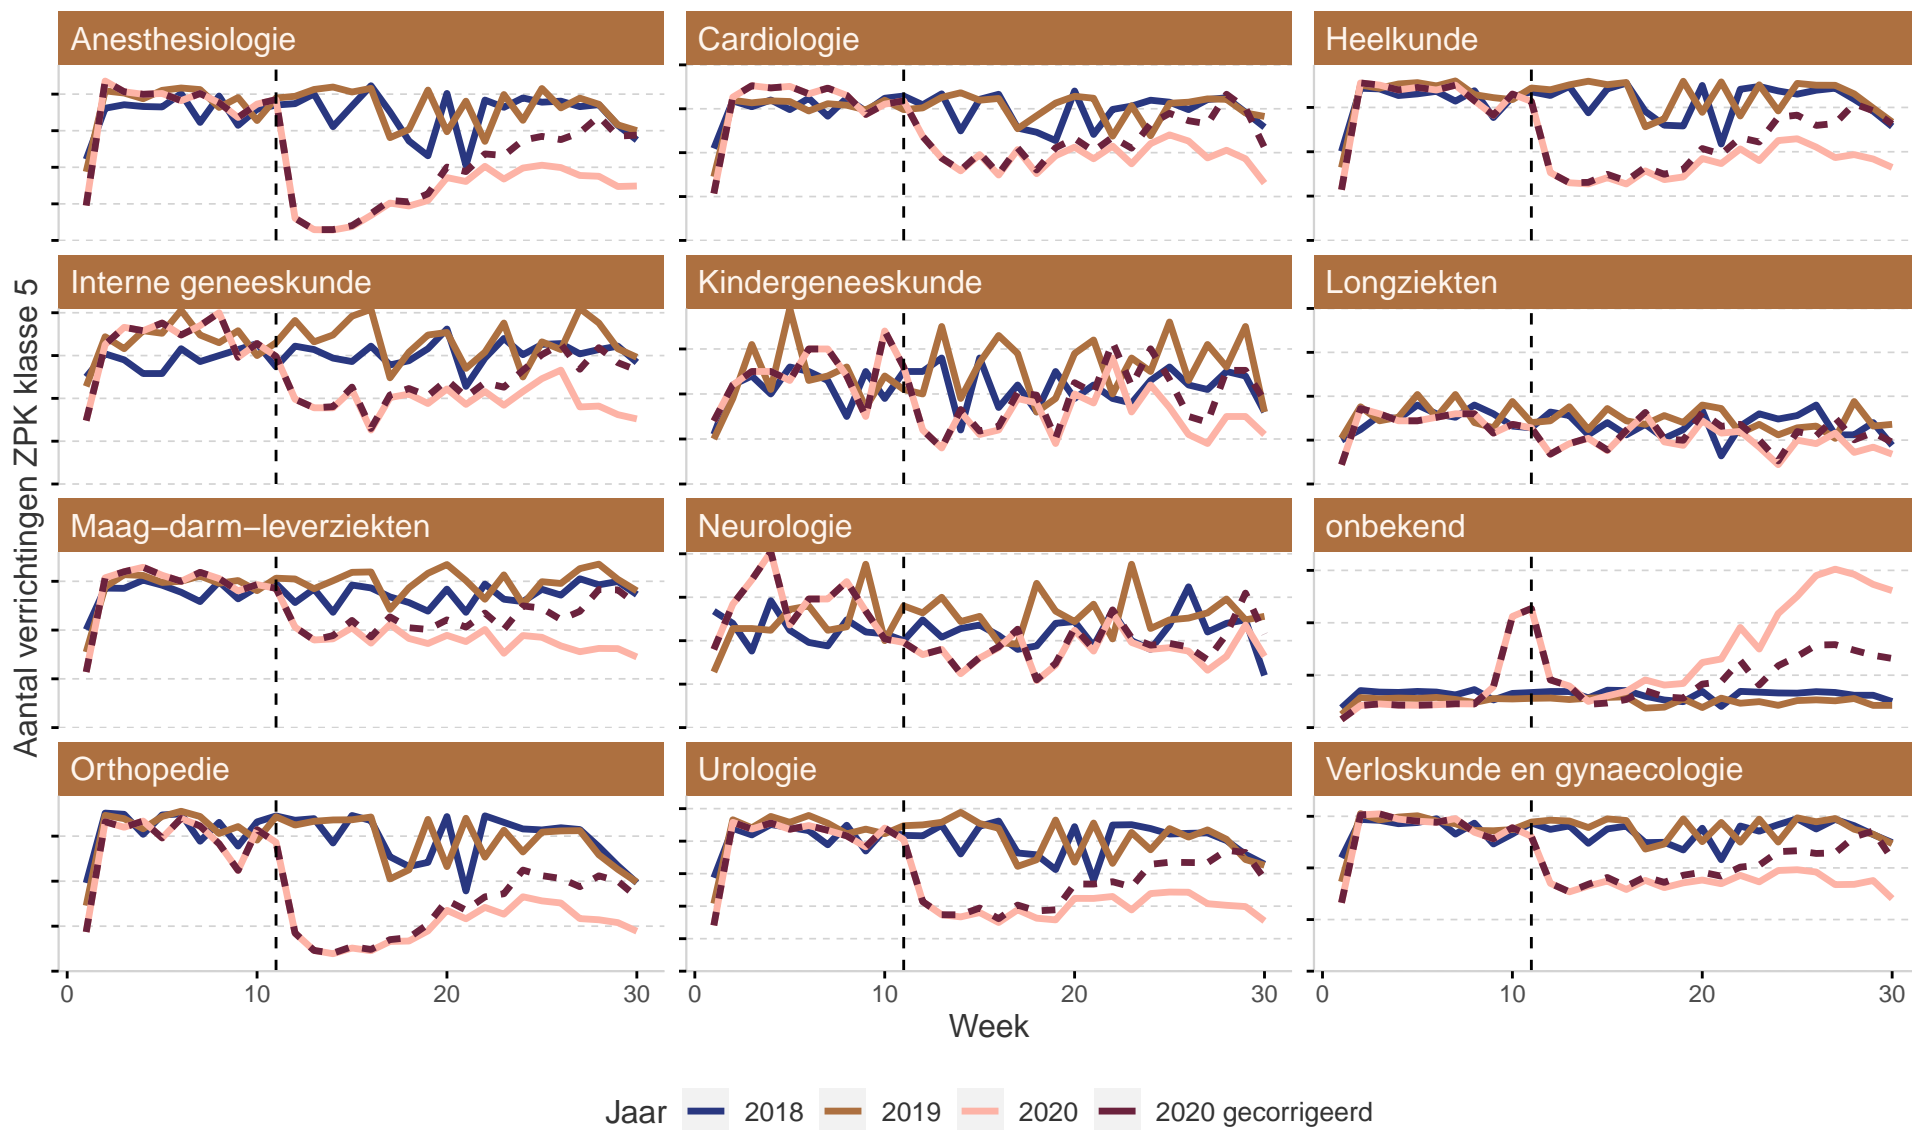 Anesthesiologie
Cardiologie
Heelkunde
Interne geneeskunde
Kindergeneeskunde
Longziekten
Maag–darm–leverziekten
Neurologie
onbekend
Orthopedie
Urologie
Verloskunde en gynaecologie
Aantal verrichtingen ZPK klasse 5
0 10 20 30
0 10 20 30
0 10 20 30
Week
Jaar 2018 2019 2020 2020 gecorrigeerd